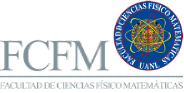 FCFM
FACULTAD DE CIENCIAS FÍSICO MATEMÁTICAS
FACULTAD DE CIENCIAS FÍSICO MATEMÁTICAS
UANL